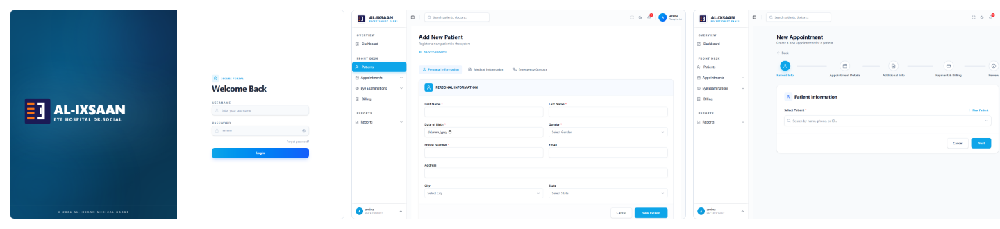 AL-IXSAAN
EYE HOSPITAL DR.SOCIAL
© 2026 AL-IXSAAN MEDICAL GROUP
SECURE PORTAL
Welcome Back
USERNAME
Enter your username
PASSWORD
Forgot password?
Login
AL-IXSAAN
RECEPTIONIST PANEL
Search patients, doctors...
amina
Receptionist
OVERVIEW
Dashboard
FRONT DESK
Patients
Appointments
Eye Examinations
Billing
REPORTS
Reports
amina
RECEPTIONIST
Add New Patient
Register a new patient in the system
Back to Patients
Personal Information
Medical Information
Emergency Contact
PERSONAL INFORMATION
First Name *
Last Name *
Date of Birth *
dd/mm/yyyy
Gender *
Select Gender
Phone Number *
Email
Address
City
Select City
State
Select State
Cancel
Save Patient
AL-IXSAAN
RECEPTIONIST PANEL
Search patients, doctors...
OVERVIEW
Dashboard
FRONT DESK
Patients
Appointments
Eye Examinations
Billing
REPORTS
Reports
amina
RECEPTIONIST
New Appointment
Create a new appointment for a patient
Back
Patient Info
Appointment Details
Additional Info
Payment & Billing
Review
Patient Information
Select Patient *
+ New Patient
Search by name, phone, or ID...
Cancel
Next